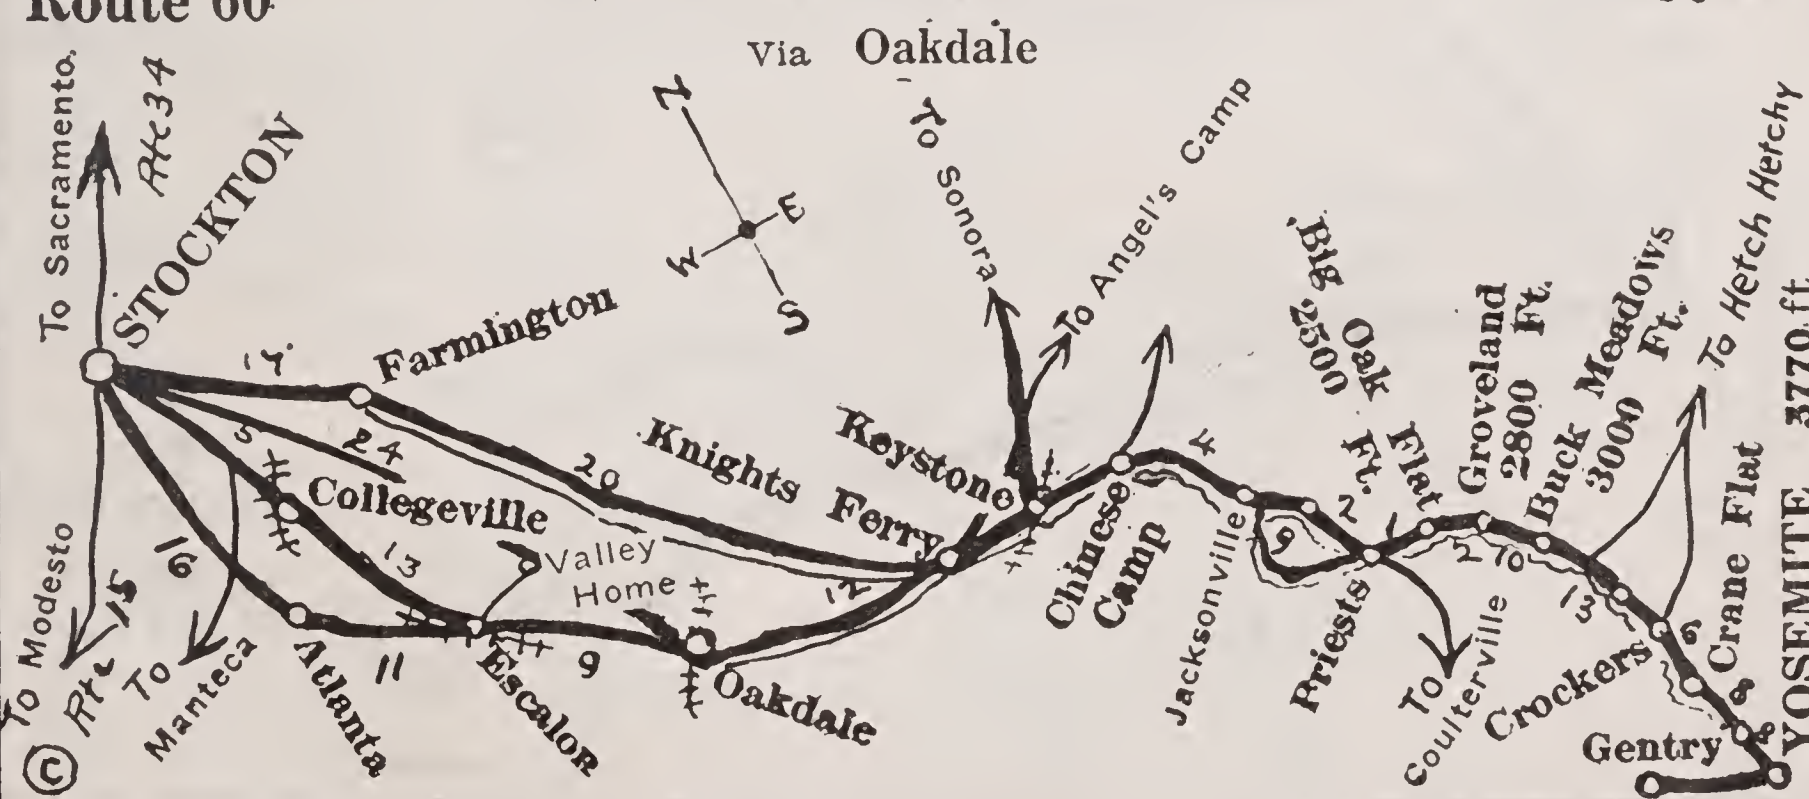 Route 60
Via Oakdale
To Sacramento.
Rte 34
STOCKTON
N
E
W
S
To Sonora
To Angel's Camp
Farmington
14
5
24
20
Collegeville
Knights Ferry
Keystone
Chinese Camp
4
Jacksonville
Big Oak Flat
2500 Ft.
Groveland
2800 Ft.
Buck Meadows
3000 Ft.
To Hetch Hetchy
9
2
1
2
Priests
To Coulterville
13
Crockers
6
Crane Flat
8
8
Gentry
YOSEMITE 3770 ft.
16
13
Valley Home
12
To Modesto
Rte 15
To Manteca
Atlanta
11
Escalon
9
Oakdale
©